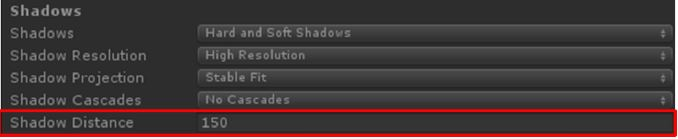 Shadows
Shadows Hard and Soft Shadows
Shadow Resolution High Resolution
Shadow Projection Stable Fit
Shadow Cascades No Cascades
Shadow Distance 150